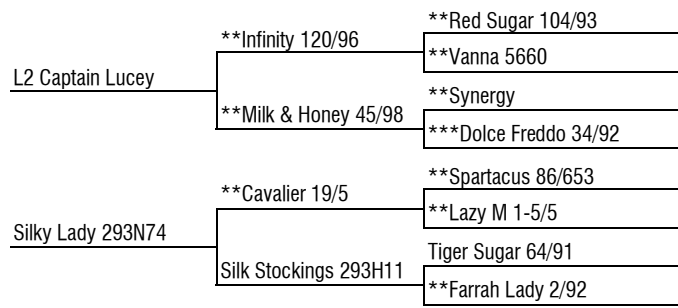 **Red Sugar 104/93
**Infinity 120/96
**Vanna 5660
L2 Captain Lucey
**Synergy
**Milk & Honey 45/98
***Dolce Freddo 34/92
**Spartacus 86/653
**Cavalier 19/5
**Lazy M 1-5/5
Silky Lady 293N74
Tiger Sugar 64/91
Silk Stockings 293H11
**Farrah Lady 2/92